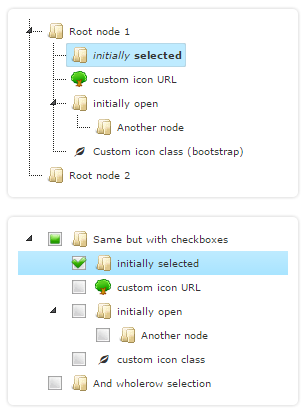 Root node 1
initially selected
custom icon URL
initially open
Another node
Custom icon class (bootstrap)
Root node 2
Same but with checkboxes
initially selected
custom icon URL
initially open
Another node
custom icon class
And wholerow selection